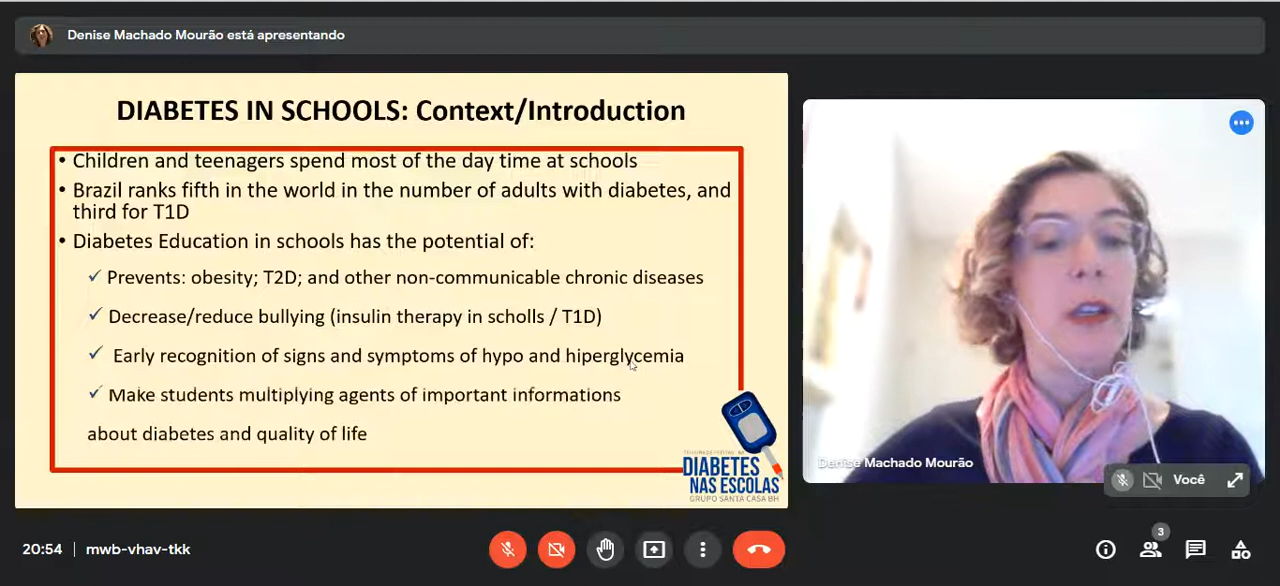 Denise Machado Mourão está apresentando
DIABETES IN SCHOOLS: Context/Introduction
• Children and teenagers spend most of the day time at schools
• Brazil ranks fifth in the world in the number of adults with diabetes, and
third for T1D
• Diabetes Education in schools has the potential of:
✓ Prevents: obesity; T2D; and other non-communicable chronic diseases
✓ Decrease/reduce bullying (insulin therapy in scholls / T1D)
✓ Early recognition of signs and symptoms of hypo and hiperglycemia
✓ Make students multiplying agents of important informations
about diabetes and quality of life
DIABETES
NAS ESCOLAS
GRUPO SANTA CASA BH
Denise Machado Mourão
Você
20:54 | mwb-vhav-tkk
3